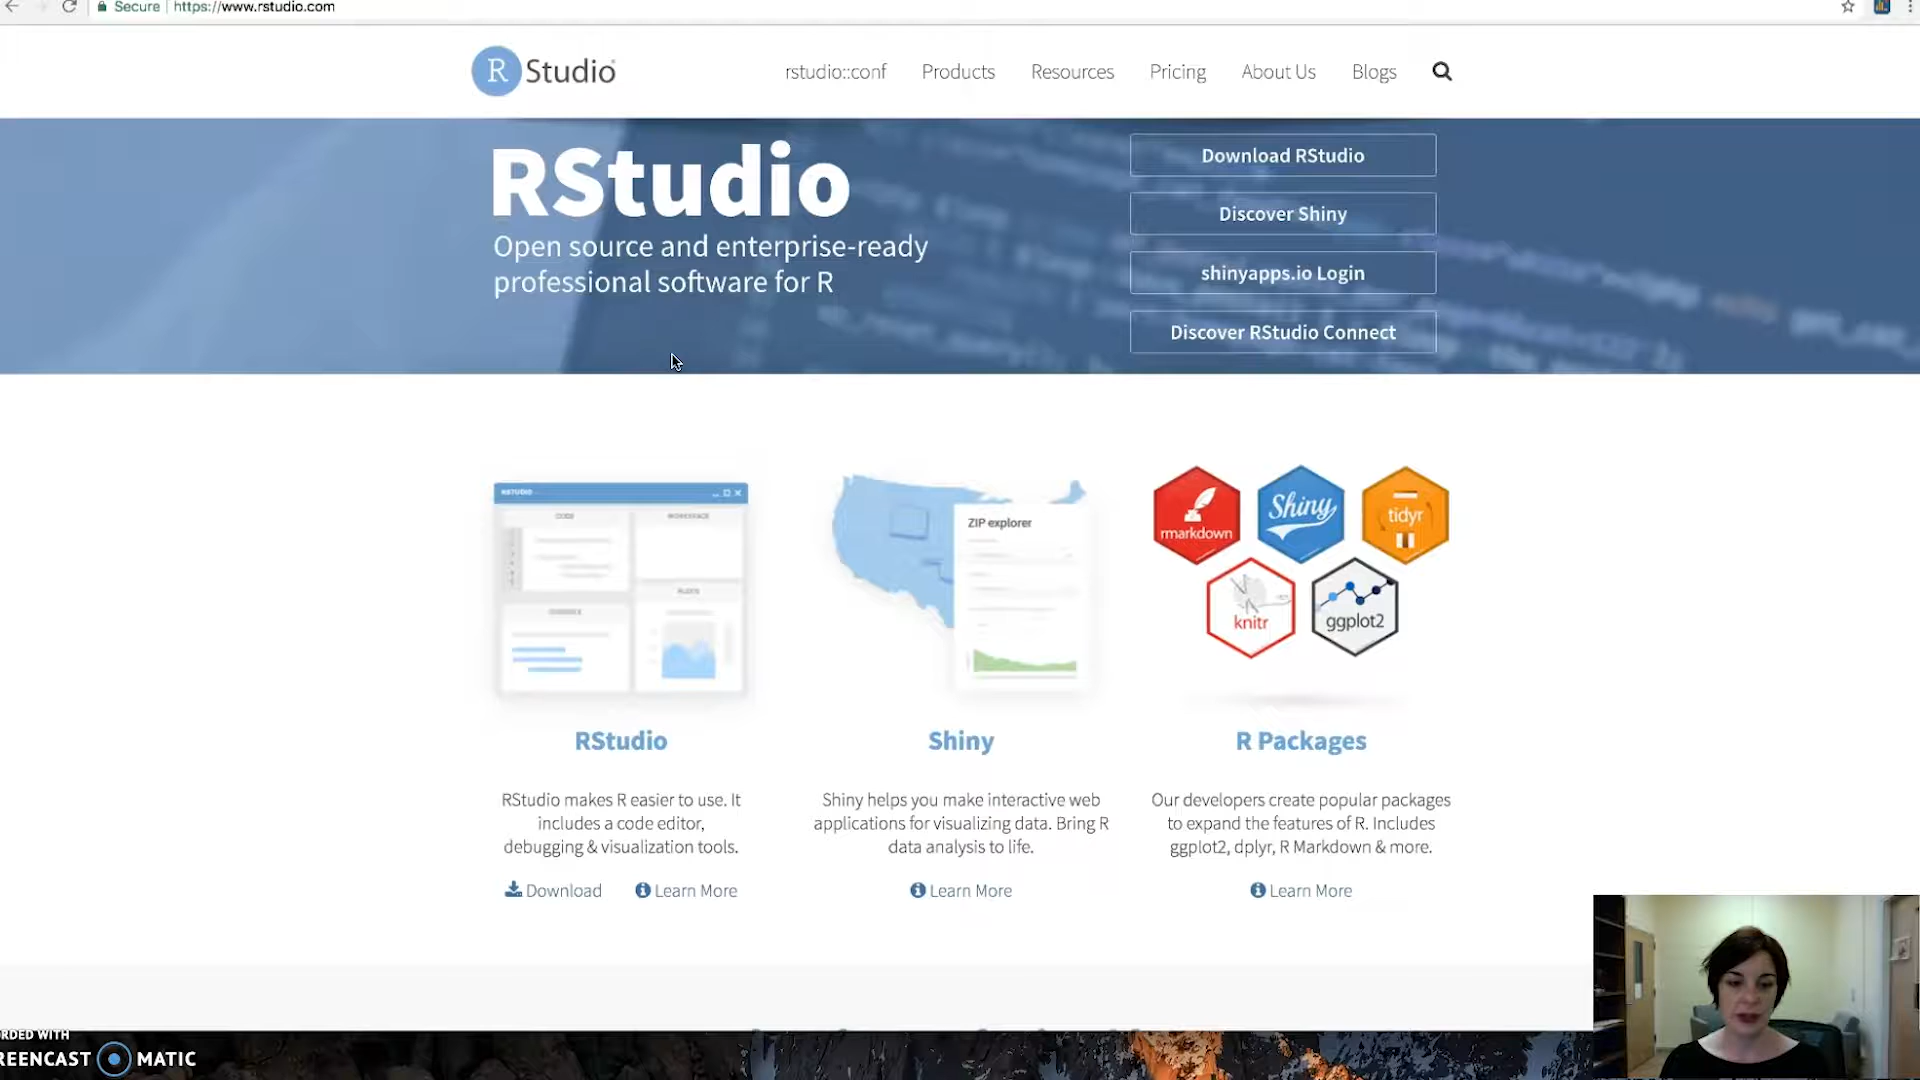 Secure
https://www.rstudio.com
R Studio
rstudio::conf
Products
Resources
Pricing
About Us
Blogs
RStudio
Open source and enterprise-ready
professional software for R
Download RStudio
Discover Shiny
shinyapps.io Login
Discover RStudio Connect
RSTUDIO
CODE
WORKSPACE
ZIP explorer
rmarkdown
Shiny
tidyr
knitr
ggplot2
RStudio
RStudio makes R easier to use. It
includes a code editor,
debugging & visualization tools.
Download
Learn More
Shiny
Shiny helps you make interactive web
applications for visualizing data. Bring R
data analysis to life.
Learn More
R Packages
Our developers create popular packages
to expand the features of R. Includes
ggplot2, dplyr, R Markdown & more.
Learn More
RDED WITH
REENCAST MATIC